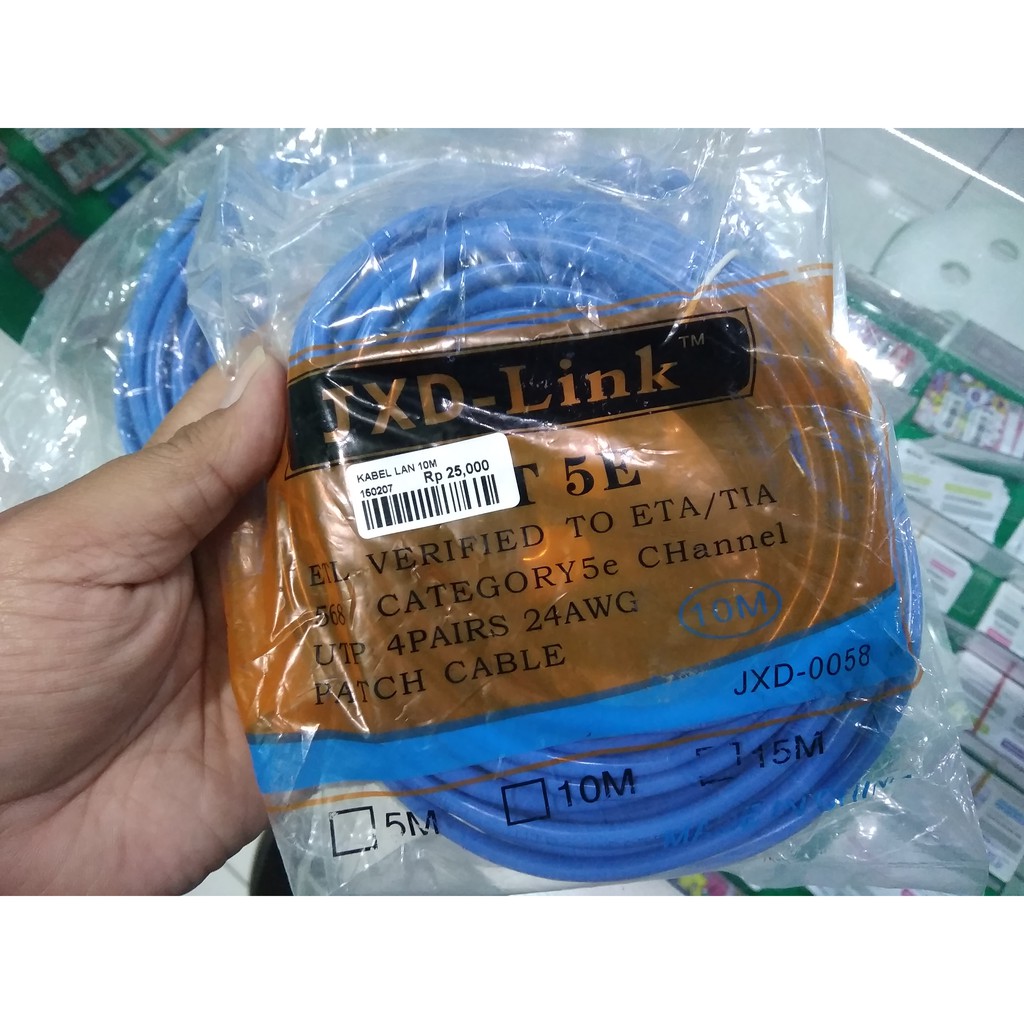 JXD-Link™
KABEL LAN 10M
150207 Rp 25,000
T 5E
VERIFIED TO ETA/TIA
568 CATEGORY5e CHannel
UTP 4PAIRS 24AWG
10M
PATCH CABLE
JXD-0058
5M
10M
15M